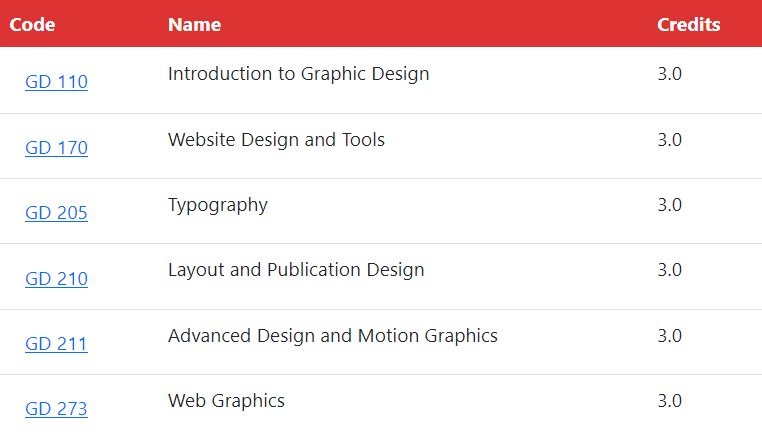 Code Name Credits
GD 110 Introduction to Graphic Design 3.0
GD 170 Website Design and Tools 3.0
GD 205 Typography 3.0
GD 210 Layout and Publication Design 3.0
GD 211 Advanced Design and Motion Graphics 3.0
GD 273 Web Graphics 3.0